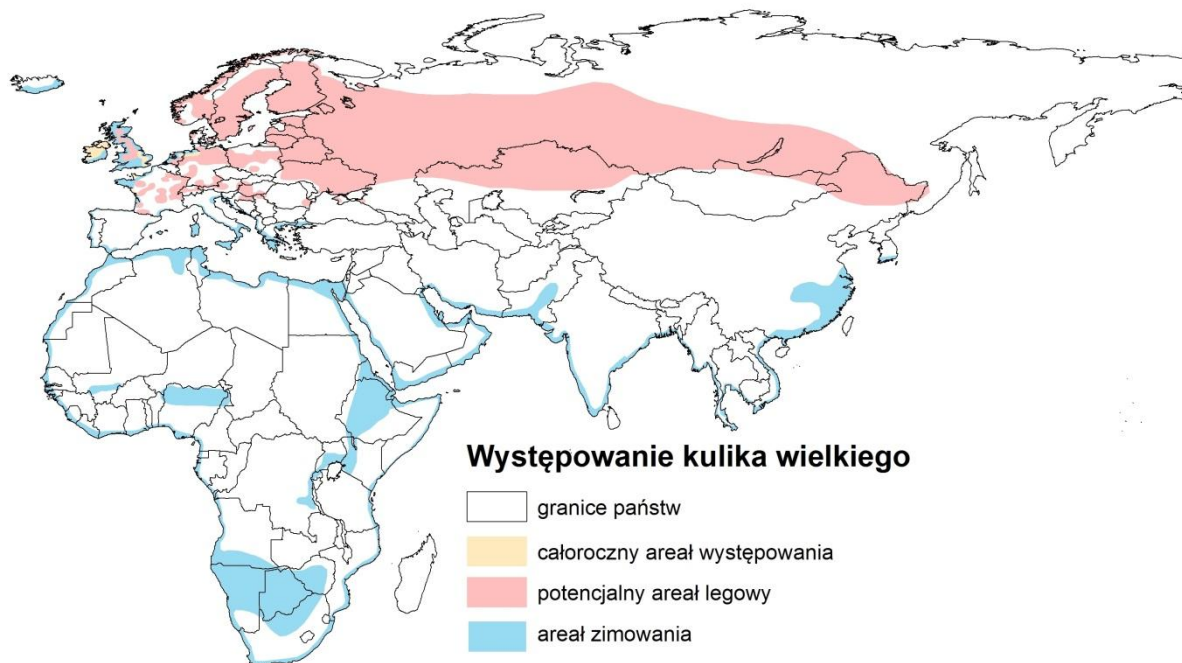 Występowanie kulika wielkiego
granice państw
całoroczny areał występowania
potencjalny areał legowy
areał zimowania